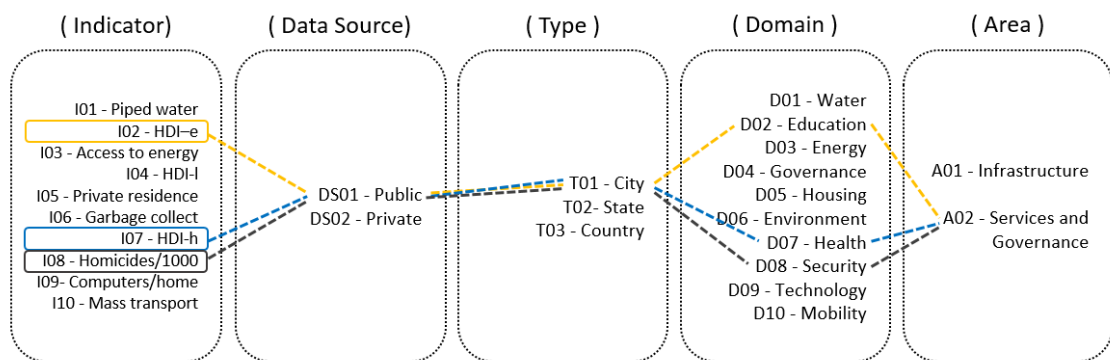 ( Indicator)
( Data Source)
( Type )
( Domain )
( Area )
I01 - Piped water
I02 - HDI–e
I03 - Access to energy
I04 - HDI-l
I05 - Private residence
I06 - Garbage collect
I07 - HDI-h
I08 - Homicides/1000
I09- Computers/home
I10 - Mass transport
DS01 - Public
DS02 - Private
T01 - City
T02- State
T03 - Country
D01 - Water
D02 - Education
D03 - Energy
D04 - Governance
D05 - Housing
D06 - Environment
D07 - Health
D08 - Security
D09 - Technology
D10 - Mobility
A01 - Infrastructure
A02 - Services and
Governance